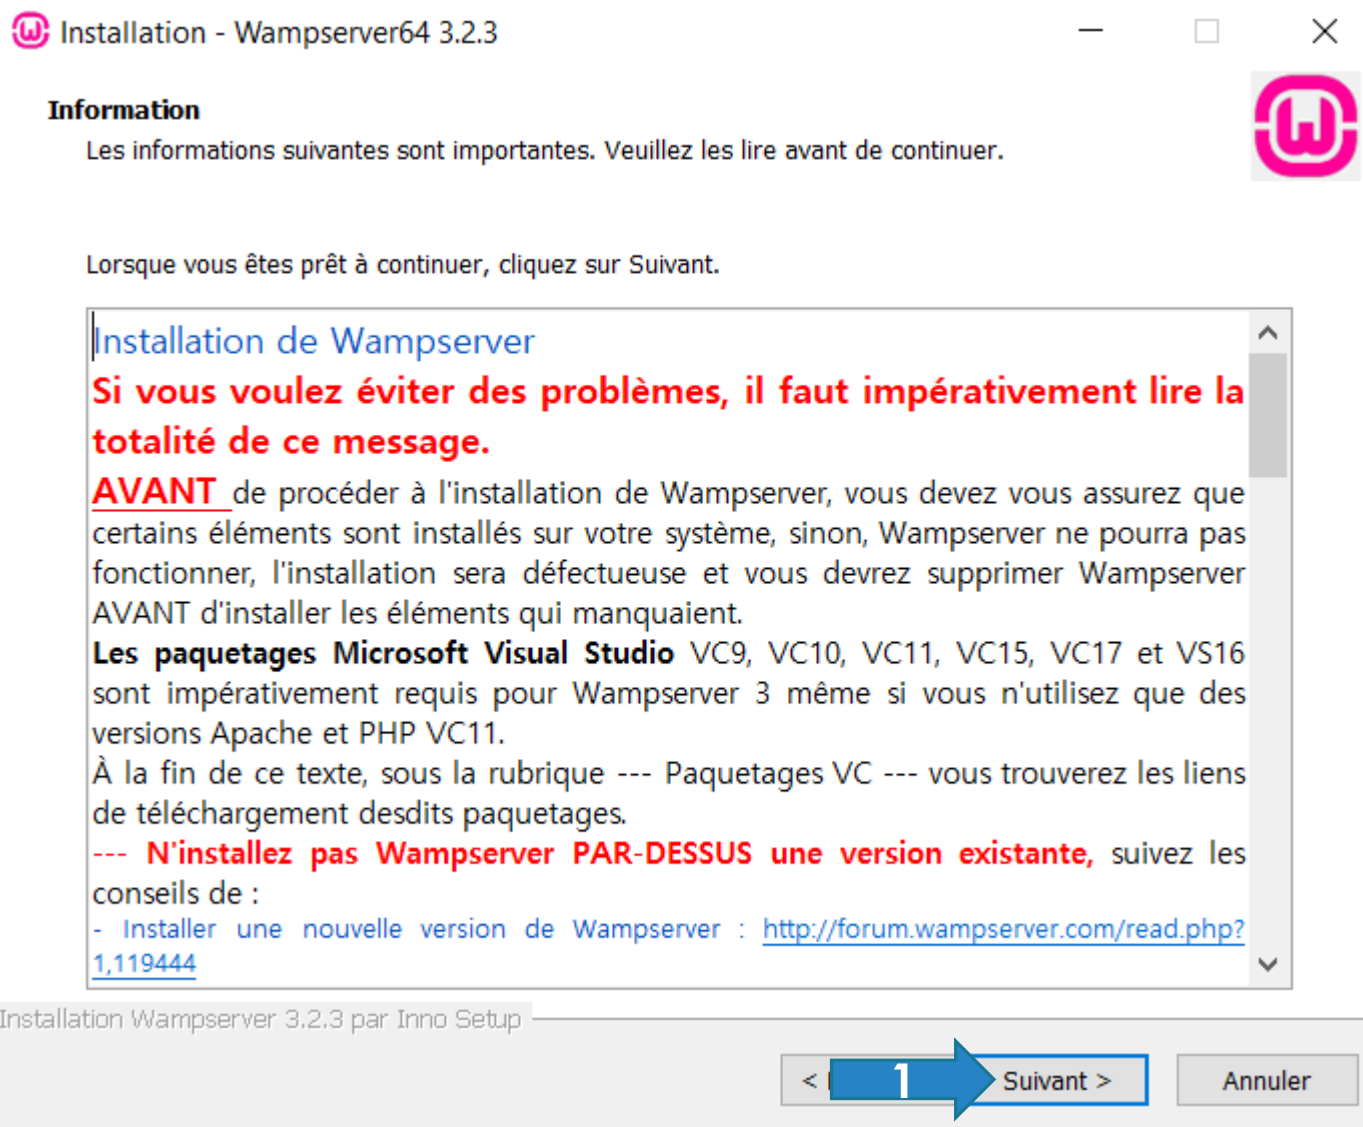 Installation - Wampserver64 3.2.3
Information
Les informations suivantes sont importantes. Veuillez les lire avant de continuer.
Lorsque vous êtes prêt à continuer, cliquez sur Suivant.
Installation de Wampserver
Si vous voulez éviter des problèmes, il faut impérativement lire la
totalité de ce message.
AVANT de procéder à l'installation de Wampserver, vous devez vous assurez que
certains éléments sont installés sur votre système, sinon, Wampserver ne pourra pas
fonctionner, l'installation sera défectueuse et vous devrez supprimer Wampserver
AVANT d'installer les éléments qui manquaient.
Les paquetages Microsoft Visual Studio VC9, VC10, VC11, VC15, VC17 et VS16
sont impérativement requis pour Wampserver 3 même si vous n'utilisez que des
versions Apache et PHP VC11.
À la fin de ce texte, sous la rubrique --- Paquetages VC --- vous trouverez les liens
de téléchargement desdits paquetages.
--- N'installez pas Wampserver PAR-DESSUS une version existante, suivez les
conseils de :
- Installer une nouvelle version de Wampserver : http://forum.wampserver.com/read.php?
1,119444
Installation Wampserver 3.2.3 par Inno Setup
<
1
Suivant >
Annuler